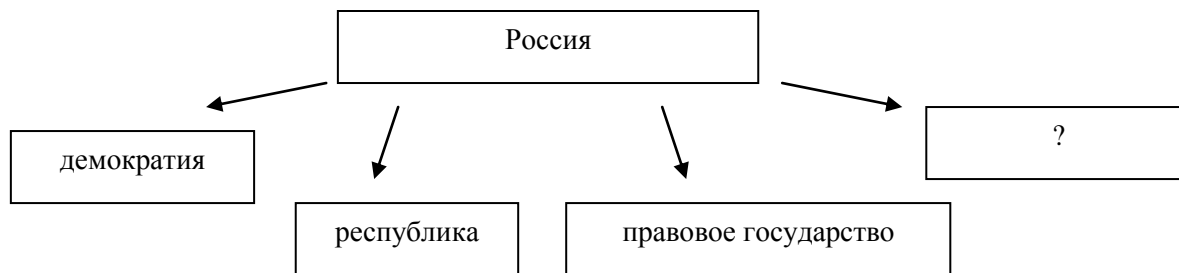 Россия
демократия
?
республика
правовое государство